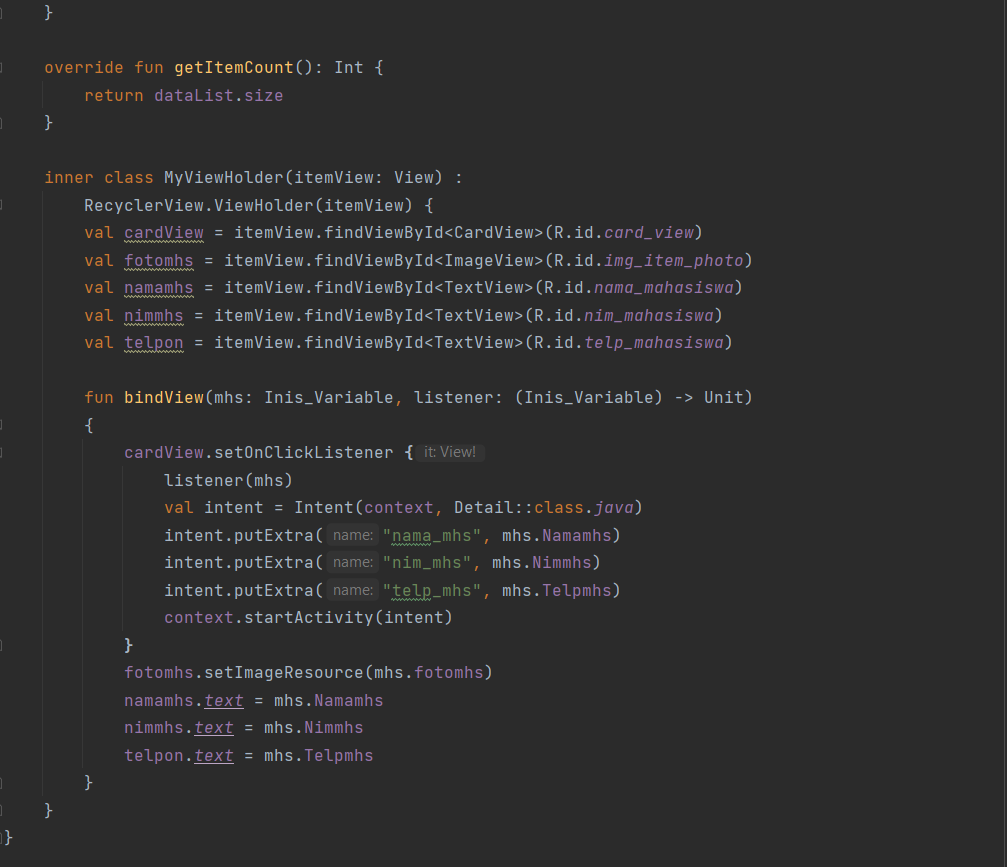 }
override fun getItemCount(): Int {
return dataList.size
}
inner class MyViewHolder(itemView: View) :
RecyclerView.ViewHolder(itemView) {
val cardView = itemView.findViewById<CardView>(R.id.card_view)
val fotomhs = itemView.findViewById<ImageView>(R.id.img_item_photo)
val namamhs = itemView.findViewById<TextView>(R.id.nama_mahasiswa)
val nimmhs = itemView.findViewById<TextView>(R.id.nim_mahasiswa)
val telpon = itemView.findViewById<TextView>(R.id.telp_mahasiswa)
fun bindView(mhs: Inis_Variable, listener: (Inis_Variable) -> Unit)
{
cardView.setOnClickListener { it: View!
listener(mhs)
val intent = Intent(context, Detail::class.java)
intent.putExtra( name: "nama_mhs", mhs.Namamhs)
intent.putExtra( name: "nim_mhs", mhs.Nimmhs)
intent.putExtra( name: "telp_mhs", mhs.Telpmhs)
context.startActivity(intent)
}
fotomhs.setImageResource(mhs.fotomhs)
namamhs.text = mhs.Namamhs
nimmhs.text = mhs.Nimmhs
telpon.text = mhs.Telpmhs
}
}
}